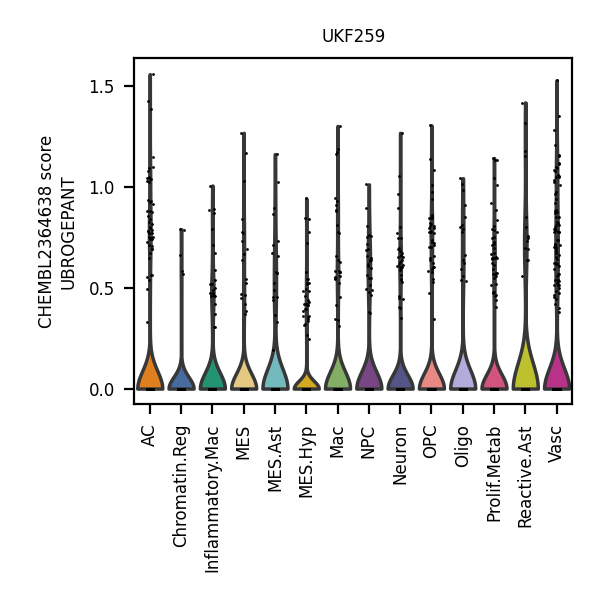 UKF259
CHEMBL2364638 score
UBROGEPANT
1.5
1.0
0.5
0.0
AC
Chromatin.Reg
Inflammatory.Mac
MES
MES.Ast
MES.Hyp
Mac
NPC
Neuron
OPC
Oligo
Prolif.Metab
Reactive.Ast
Vasc